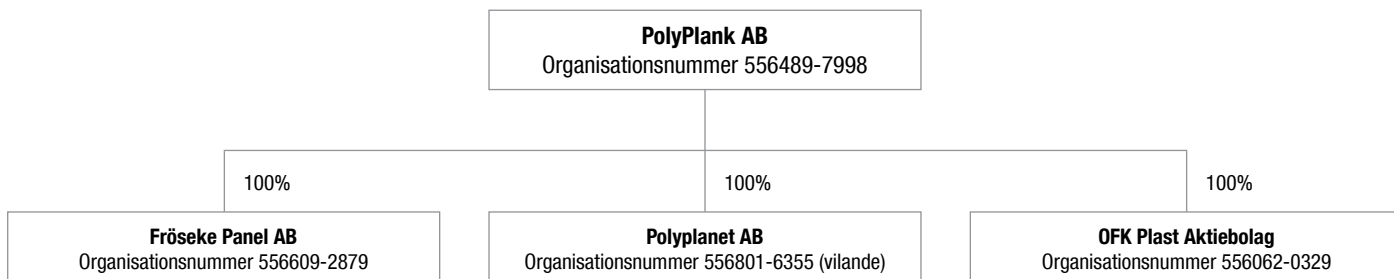 PolyPlank AB
Organisationsnummer 556489-7998
100%
100%
100%
Fröseke Panel AB
Organisationsnummer 556609-2879
Polyplanet AB
Organisationsnummer 556801-6355 (vilande)
OFK Plast Aktiebolag
Organisationsnummer 556062-0329